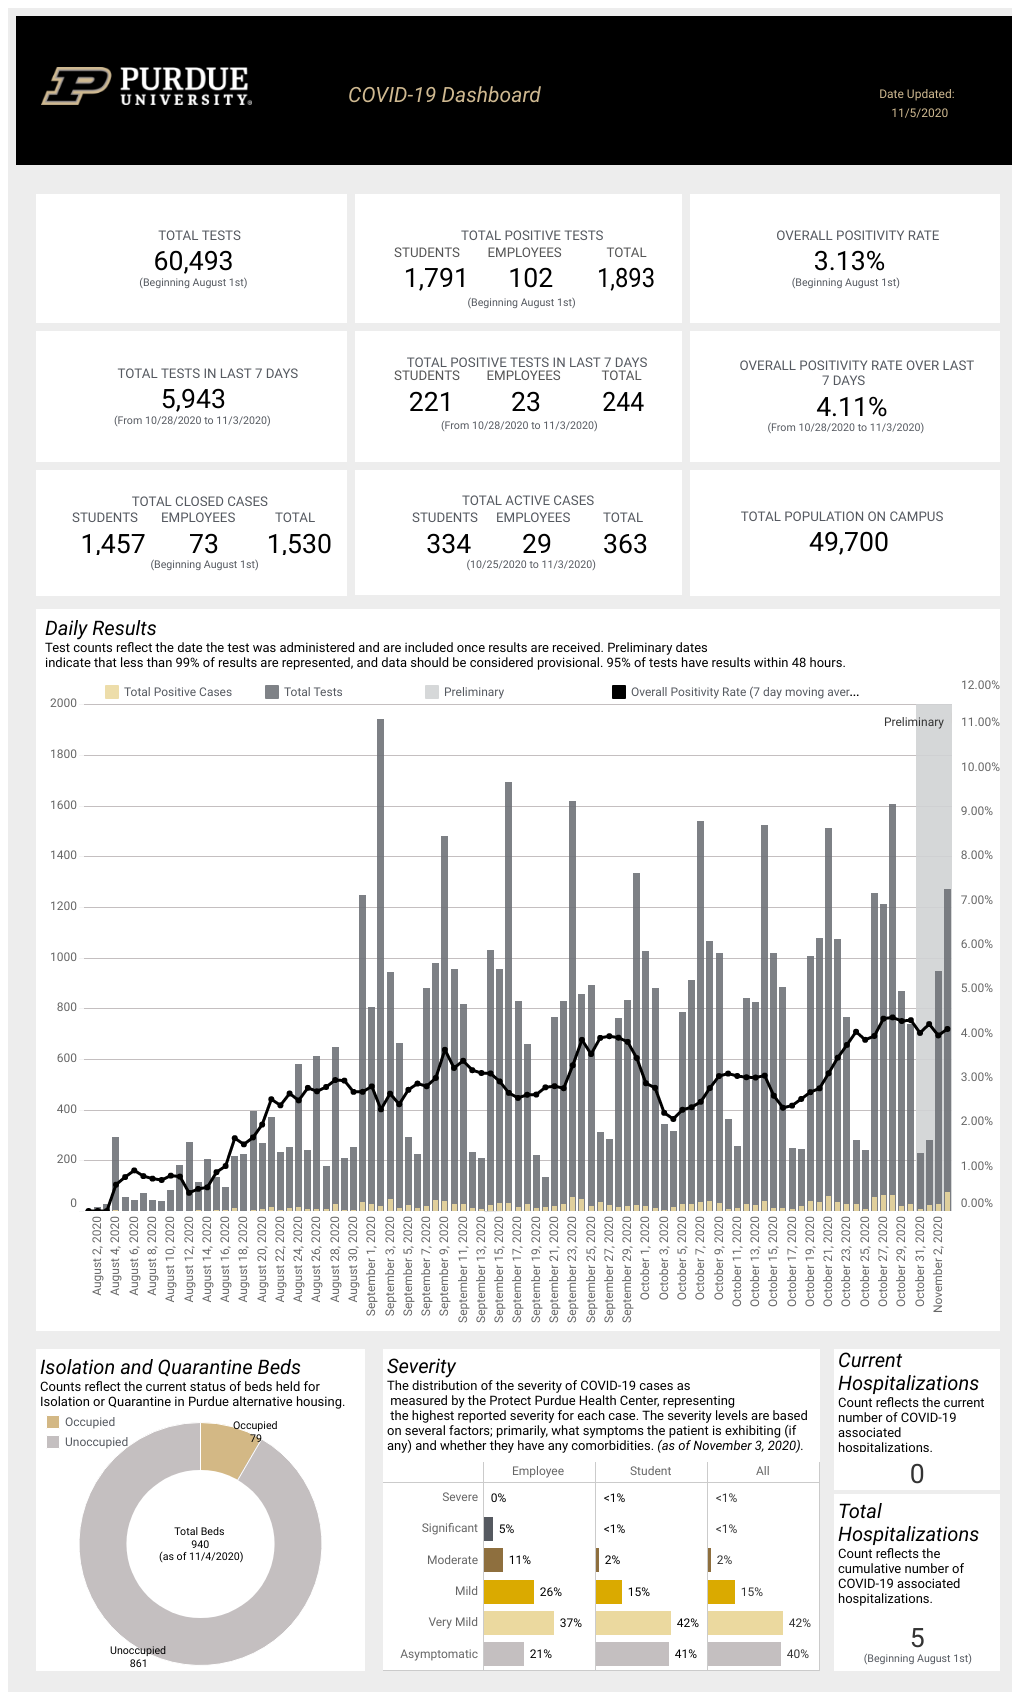 PURDUE
UNIVERSITY®
COVID-19 Dashboard
Date Updated:
11/5/2020
TOTAL TESTS
60,493
(Beginning August 1st)
TOTAL POSITIVE TESTS
STUDENTS EMPLOYEES TOTAL
1,791 102 1,893
(Beginning August 1st)
OVERALL POSITIVITY RATE
3.13%
(Beginning August 1st)
TOTAL TESTS IN LAST 7 DAYS
5,943
(From 10/28/2020 to 11/3/2020)
TOTAL POSITIVE TESTS IN LAST 7 DAYS
STUDENTS EMPLOYEES TOTAL
221 23 244
(From 10/28/2020 to 11/3/2020)
OVERALL POSITIVITY RATE OVER LAST
7 DAYS
4.11%
(From 10/28/2020 to 11/3/2020)
TOTAL CLOSED CASES
STUDENTS EMPLOYEES TOTAL
1,457 73 1,530
(Beginning August 1st)
TOTAL ACTIVE CASES
STUDENTS EMPLOYEES TOTAL
334 29 363
(10/25/2020 to 11/3/2020)
TOTAL POPULATION ON CAMPUS
49,700
Daily Results
Test counts reflect the date the test was administered and are included once results are received. Preliminary dates
indicate that less than 99% of results are represented, and data should be considered provisional. 95% of tests have results within 48 hours.
Total Positive Cases Total Tests Preliminary Overall Positivity Rate (7 day moving aver...
2000
1800
1600
1400
1200
1000
800
600
400
200
0
Preliminary
12.00%
11.00%
10.00%
9.00%
8.00%
7.00%
6.00%
5.00%
4.00%
3.00%
2.00%
1.00%
0.00%
August 2, 2020
August 4, 2020
August 6, 2020
August 8, 2020
August 10, 2020
August 12, 2020
August 14, 2020
August 16, 2020
August 18, 2020
August 20, 2020
August 22, 2020
August 24, 2020
August 26, 2020
August 28, 2020
August 30, 2020
September 1, 2020
September 3, 2020
September 5, 2020
September 7, 2020
September 9, 2020
September 11, 2020
September 13, 2020
September 15, 2020
September 17, 2020
September 19, 2020
September 21, 2020
September 23, 2020
September 25, 2020
September 27, 2020
September 29, 2020
October 1, 2020
October 3, 2020
October 5, 2020
October 7, 2020
October 9, 2020
October 11, 2020
October 13, 2020
October 15, 2020
October 17, 2020
October 19, 2020
October 21, 2020
October 23, 2020
October 25, 2020
October 27, 2020
October 29, 2020
October 31, 2020
November 2, 2020
Isolation and Quarantine Beds
Counts reflect the current status of beds held for
Isolation or Quarantine in Purdue alternative housing.
Occupied
Unoccupied
Occupied
79
Total Beds
940
(as of 11/4/2020)
Unoccupied
861
Severity
The distribution of the severity of COVID-19 cases as
measured by the Protect Purdue Health Center, representing
the highest reported severity for each case. The severity levels are based
on several factors; primarily, what symptoms the patient is exhibiting (if
any) and whether they have any comorbidities. (as of November 3, 2020).
Employee Student All
Severe 0% <1% <1%
Significant 5% <1% <1%
Moderate 11% 2% 2%
Mild 26% 15% 15%
Very Mild 37% 42% 42%
Asymptomatic 21% 41% 40%
Current
Hospitalizations
Count reflects the current
number of COVID-19
associated
hospitalizations.
0
Total
Hospitalizations
Count reflects the
cumulative number of
COVID-19 associated
hospitalizations.
5
(Beginning August 1st)